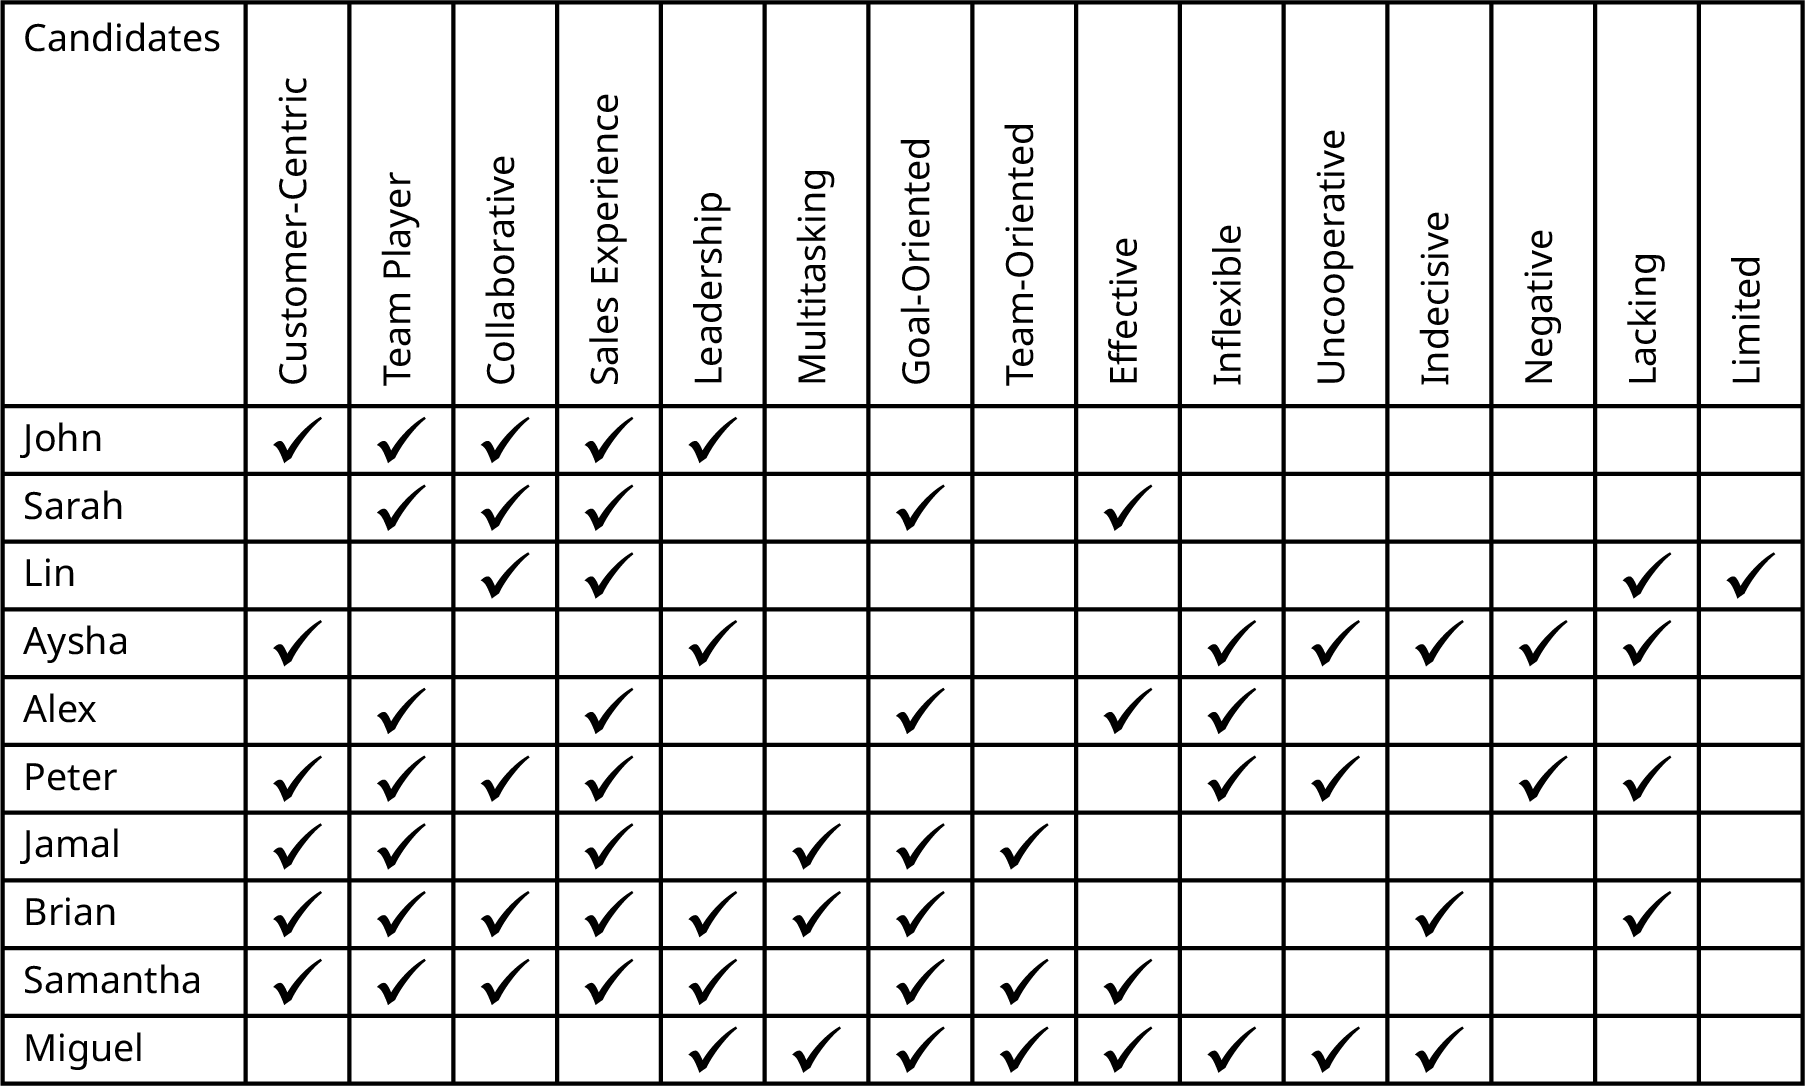 Candidates
Customer-Centric
Team Player
Collaborative
Sales Experience
Leadership
Multitasking
Goal-Oriented
Team-Oriented
Effective
Inflexible
Uncooperative
Indecisive
Negative
Lacking
Limited
John ✓ ✓ ✓ ✓ ✓
Sarah ✓ ✓ ✓ ✓ ✓
Lin ✓ ✓ ✓ ✓
Aysha ✓ ✓ ✓ ✓ ✓ ✓ ✓
Alex ✓ ✓ ✓ ✓ ✓
Peter ✓ ✓ ✓ ✓ ✓ ✓ ✓ ✓
Jamal ✓ ✓ ✓ ✓ ✓ ✓
Brian ✓ ✓ ✓ ✓ ✓ ✓ ✓ ✓ ✓
Samantha ✓ ✓ ✓ ✓ ✓ ✓ ✓ ✓
Miguel ✓ ✓ ✓ ✓ ✓ ✓ ✓ ✓